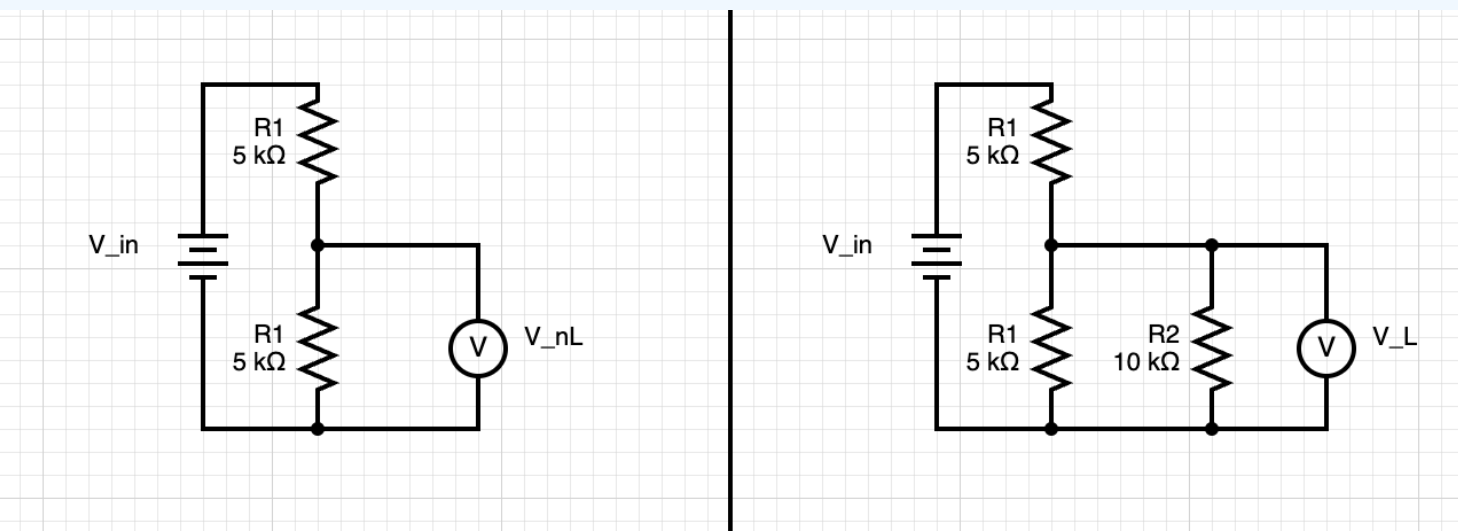 R1
5 kΩ
V_in
R1
5 kΩ
V
V_nL
R1
5 kΩ
V_in
R1
5 kΩ
R2
10 kΩ
V
V_L